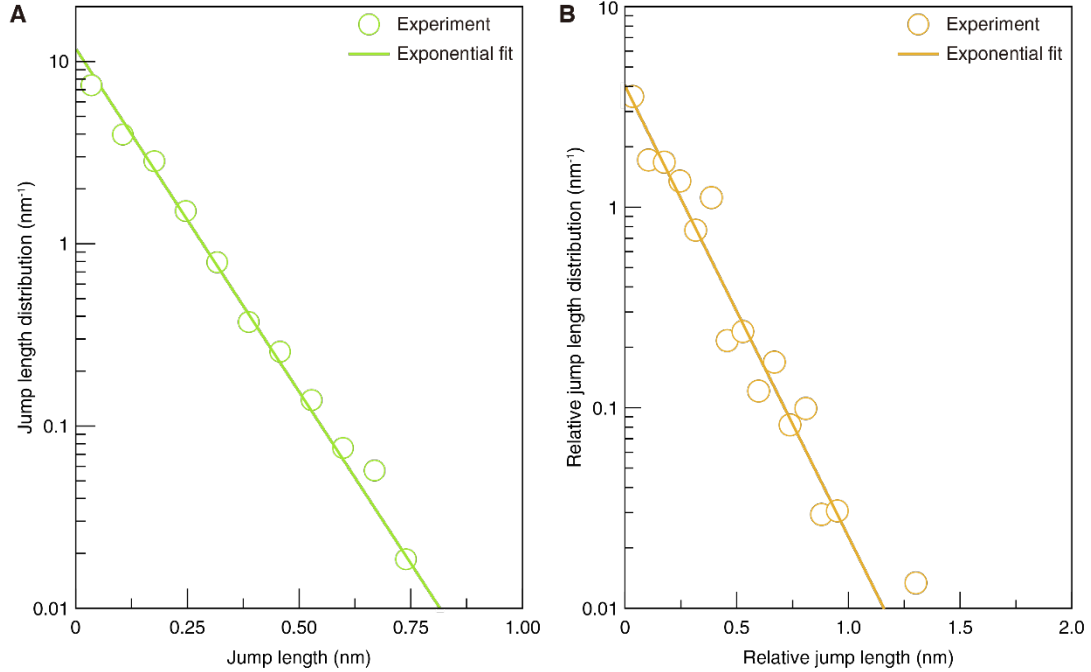 A
Experiment
Exponential fit
10
1
0.1
0.01
0
0.25
0.50
0.75
1.00
Jump length distribution (nm⁻¹)
Jump length (nm)
B
Experiment
Exponential fit
10
1
0.1
0.01
0
0.5
1.0
1.5
2.0
Relative jump length distribution (nm⁻¹)
Relative jump length (nm)